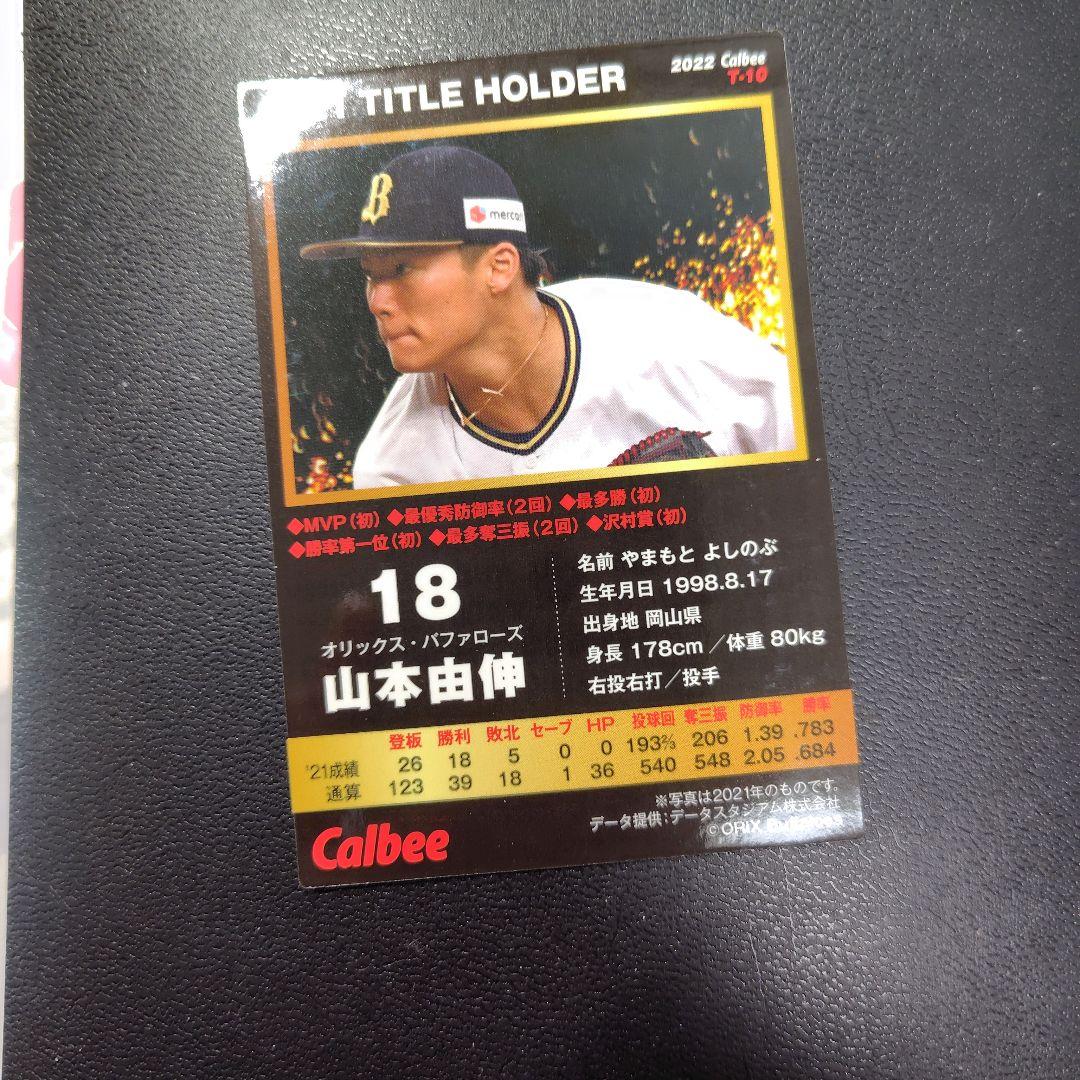 TITLE HOLDER
2022 Calbee
T-10
B
mercari
◆MVP(初) ◆最優秀防御率(2回) ◆最多勝(初)
◆勝率第一位(初) ◆最多奪三振(2回) ◆沢村賞(初)
18
オリックス・バファローズ
山本由伸
名前 やまもと よしのぶ
生年月日 1998.8.17
出身地 岡山県
身長 178cm／体重 80kg
右投右打／投手
登板 勝利 敗北 セーブ HP 投球回 奪三振 防御率 勝率
'21成績 26 18 5 0 0 193⅔ 206 1.39 .783
通算 123 39 18 1 36 540 548 2.05 .684
※写真は2021年のものです。
データ提供：データスタジアム株式会社
© ORIX Buffaloes
Calbee